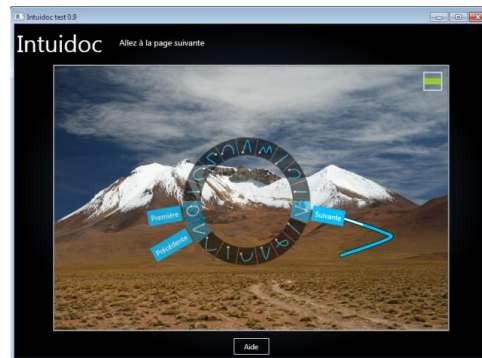 Intuidoc test 0.9
Intuidoc
Allez à la page suivante
Première
Suivante
Précédente
Aide